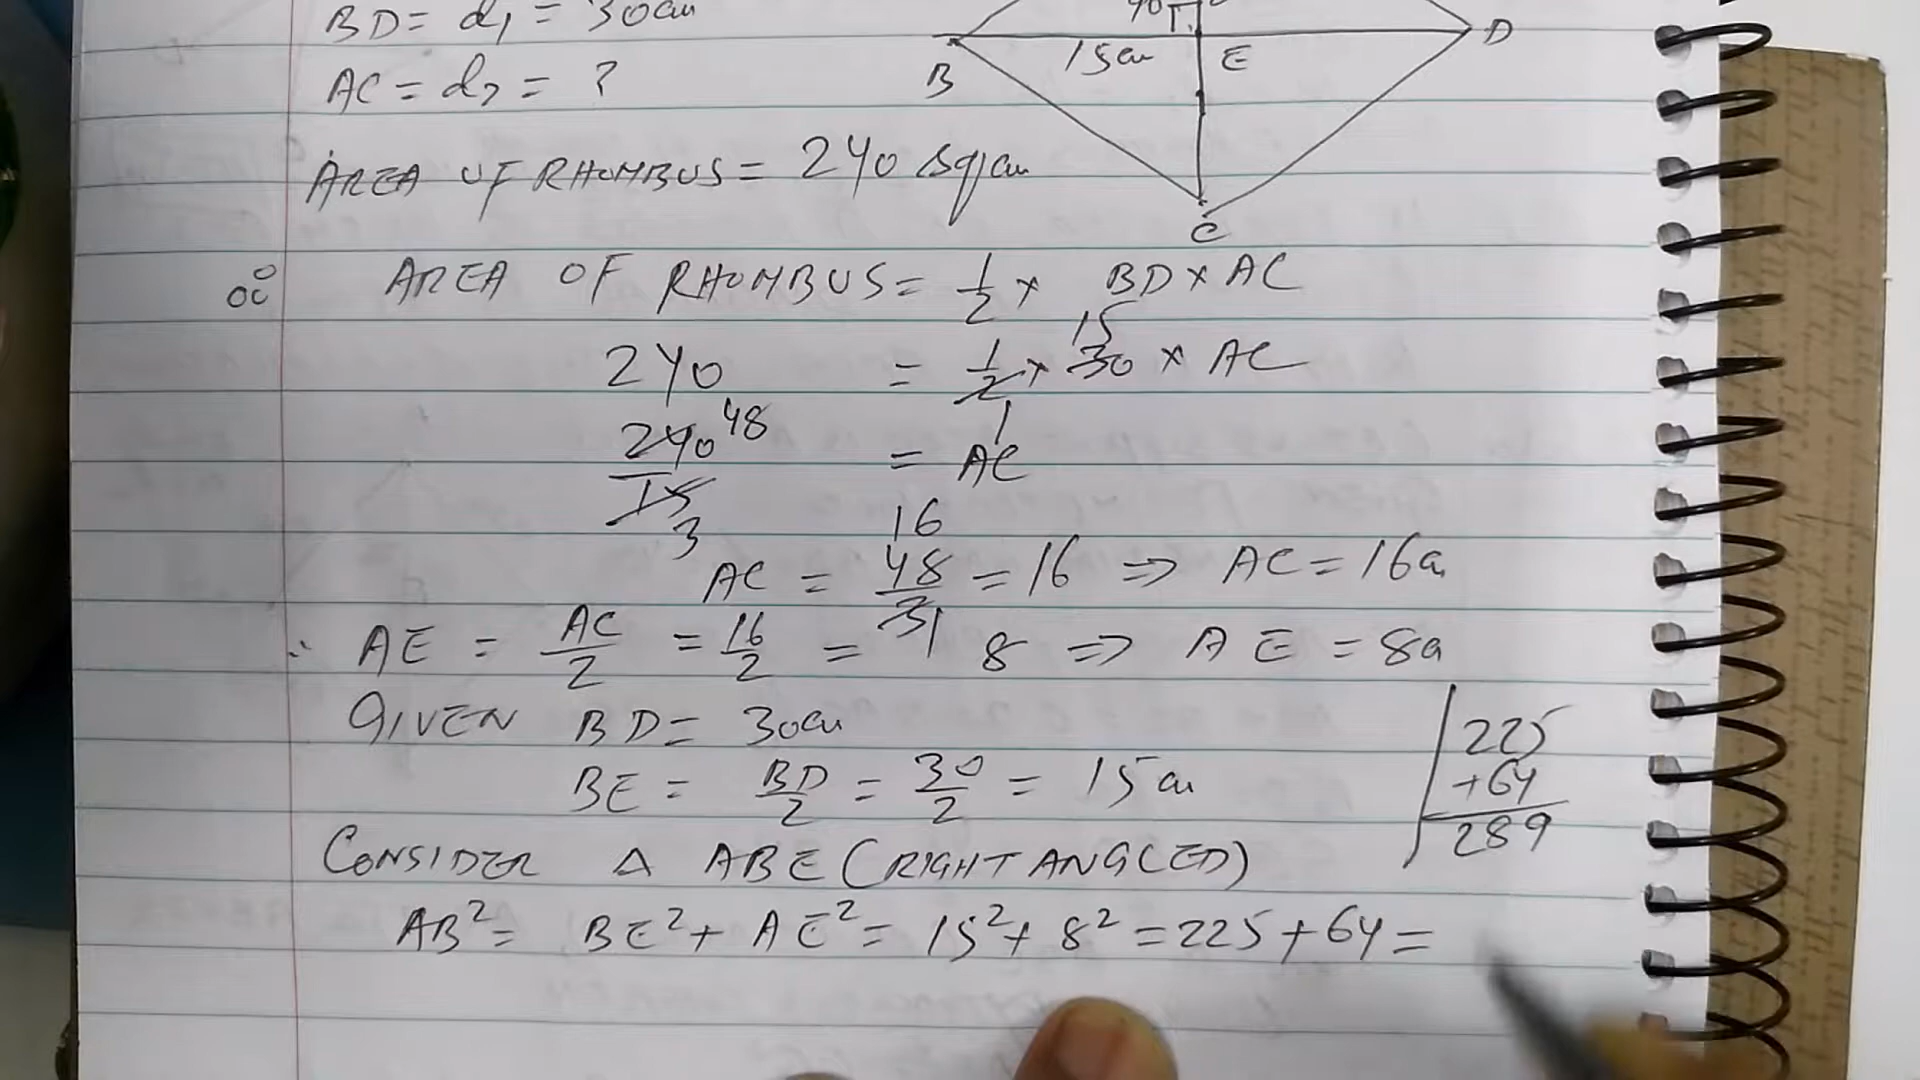 BD = d1 = 30cm
AC = d2 = ?
AREA OF RHOMBUS = 240 sqcm
90°
15cm
E
B
D
C
∴ AREA OF RHOMBUS = 1/2 × BD × AC
15
240 = 1/2 × 30 × AC
240 48 1
— = AC
15
3
16
AC = 48/3 = 16 ⇒ AC = 16cm
1
∴ AE = AC/2 = 16/2 = 8 ⇒ AE = 8cm
GIVEN BD = 30cm
BE = BD/2 = 30/2 = 15cm
225
+64
289
CONSIDER Δ ABE (RIGHT ANGLED)
AB² = BE² + AE² = 15² + 8² = 225 + 64 =